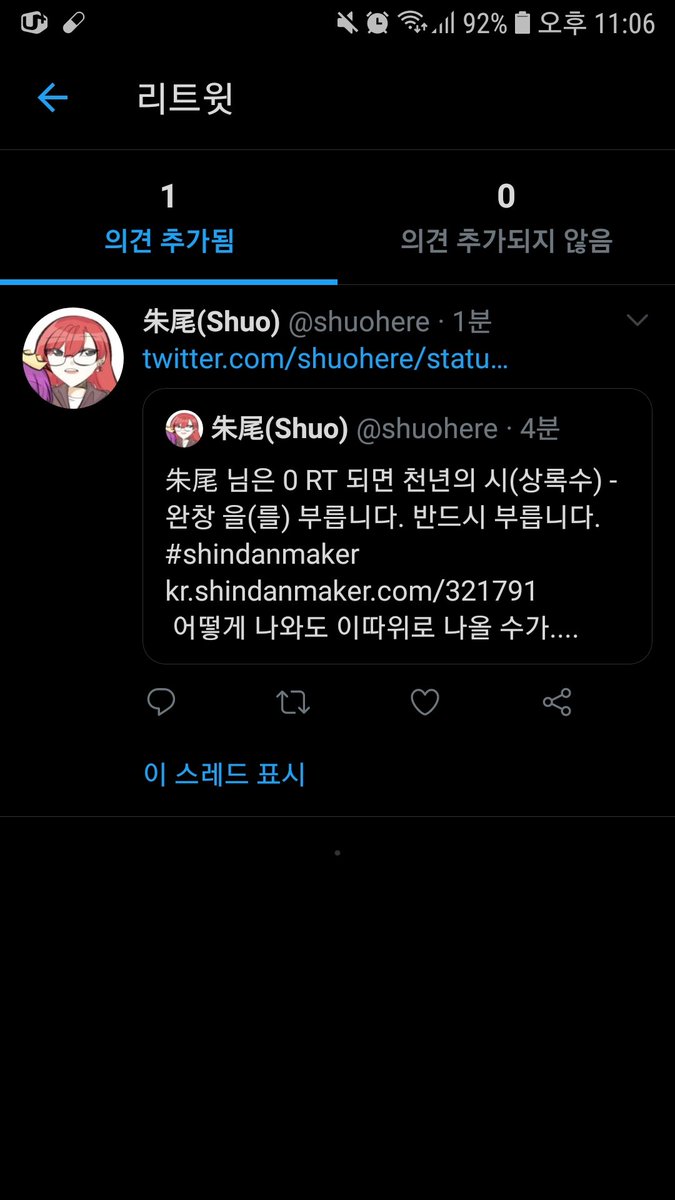 92% 오후 11:06
리트윗
1 0
의견 추가됨 의견 추가되지 않음
朱尾(Shuo) @shuohere · 1분
twitter.com/shuohere/statu…
朱尾(Shuo) @shuohere · 4분
朱尾 님은 0 RT 되면 천년의 시(상록수) -
완창 을(를) 부릅니다. 반드시 부릅니다.
#shindanmaker
kr.shindanmaker.com/321791
어떻게 나와도 이따위로 나올 수가....
이 스레드 표시